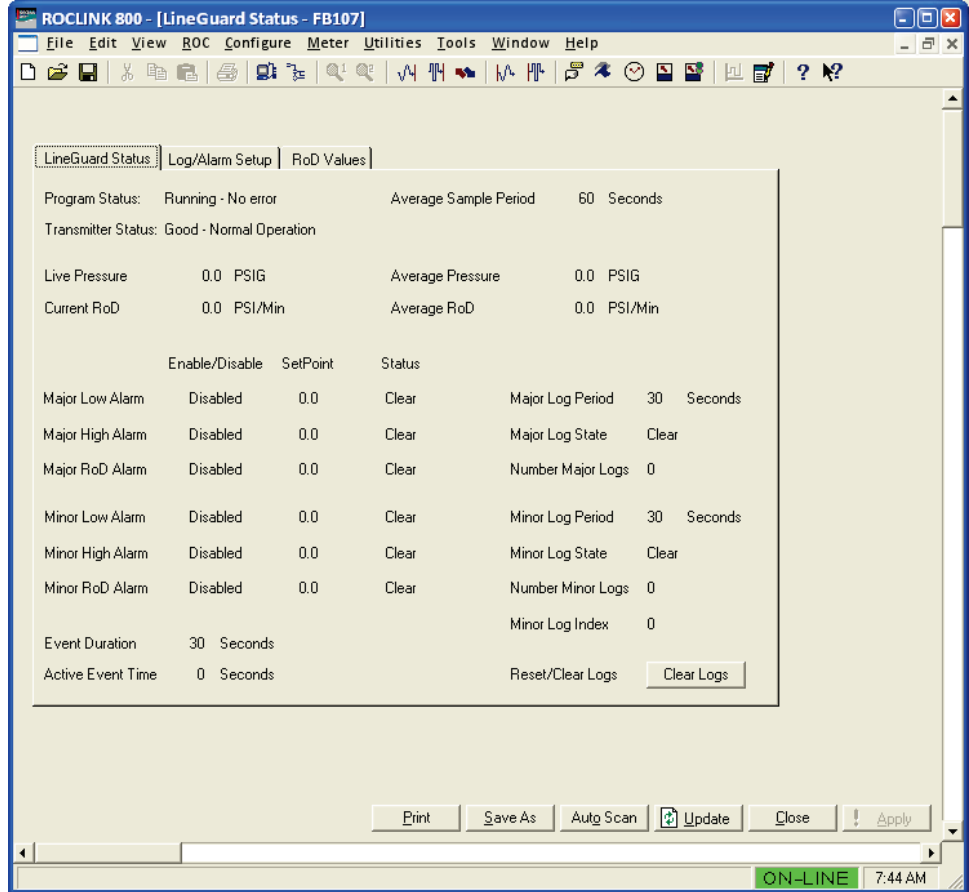 ROCLINK 800 - [LineGuard Status - FB107]
File Edit View ROC Configure Meter Utilities Tools Window Help
LineGuard Status Log/Alarm Setup RoD Values
Program Status: Running - No error Average Sample Period 60 Seconds
Transmitter Status: Good - Normal Operation
Live Pressure 0.0 PSIG Average Pressure 0.0 PSIG
Current RoD 0.0 PSI/Min Average RoD 0.0 PSI/Min
Enable/Disable SetPoint Status
Major Low Alarm Disabled 0.0 Clear Major Log Period 30 Seconds
Major High Alarm Disabled 0.0 Clear Major Log State Clear
Major RoD Alarm Disabled 0.0 Clear Number Major Logs 0
Minor Low Alarm Disabled 0.0 Clear Minor Log Period 30 Seconds
Minor High Alarm Disabled 0.0 Clear Minor Log State Clear
Minor RoD Alarm Disabled 0.0 Clear Number Minor Logs 0
Minor Log Index 0
Event Duration 30 Seconds
Active Event Time 0 Seconds Reset/Clear Logs Clear Logs
Print Save As Auto Scan Update Close ! Apply
ON-LINE 7:44 AM